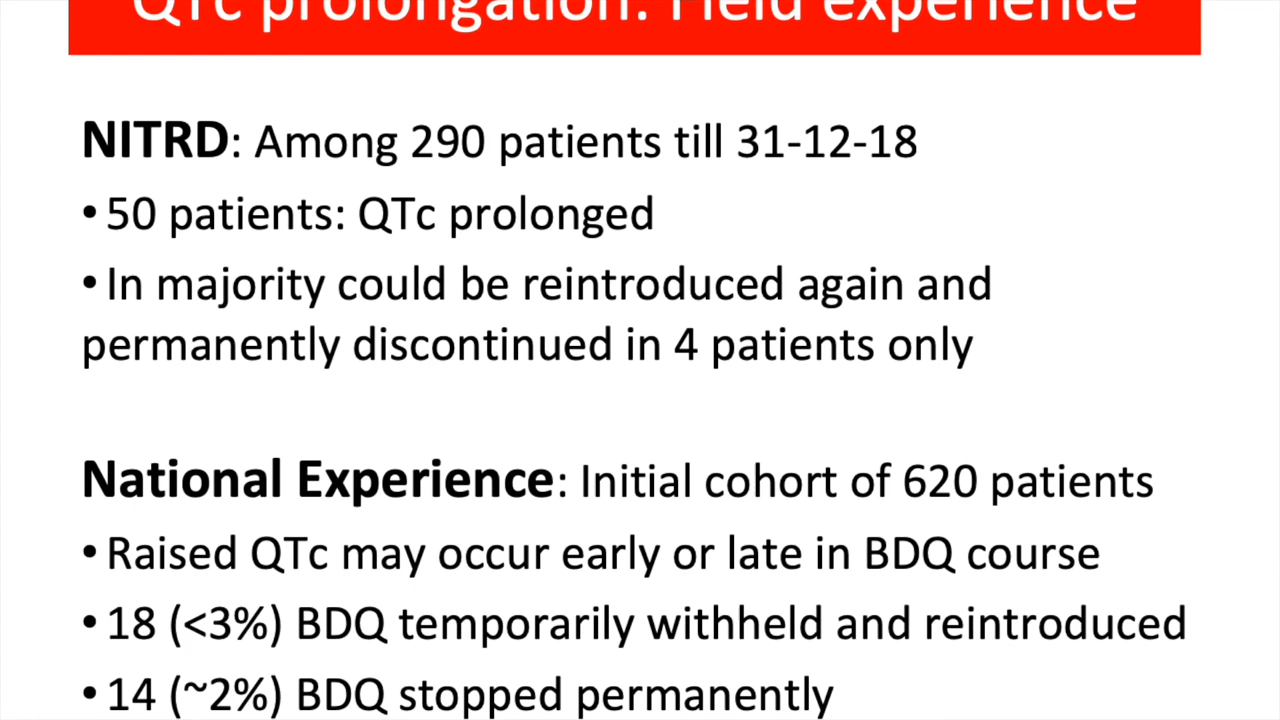 QTc prolongation: Field experience
NITRD: Among 290 patients till 31-12-18
• 50 patients: QTc prolonged
• In majority could be reintroduced again and
permanently discontinued in 4 patients only
National Experience: Initial cohort of 620 patients
• Raised QTc may occur early or late in BDQ course
• 18 (<3%) BDQ temporarily withheld and reintroduced
• 14 (~2%) BDQ stopped permanently